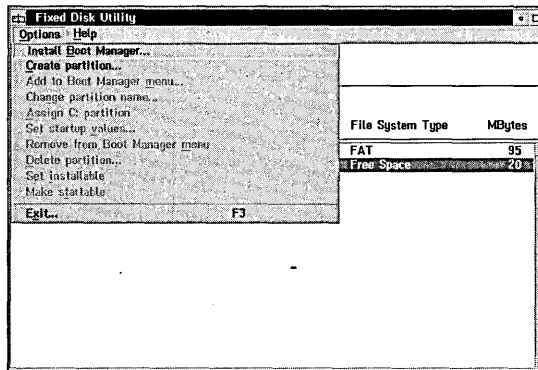 Fixed Disk Utility
Options Help
Install Boot Manager...
Create partition...
Add to Boot Manager menu...
Change partition name...
Assign C: partition
Set startup values...
Remove from Boot Manager menu
Delete partition...
Set installable
Make startable
Exit... F3
File System Type MBytes
FAT 95
Free Space 20